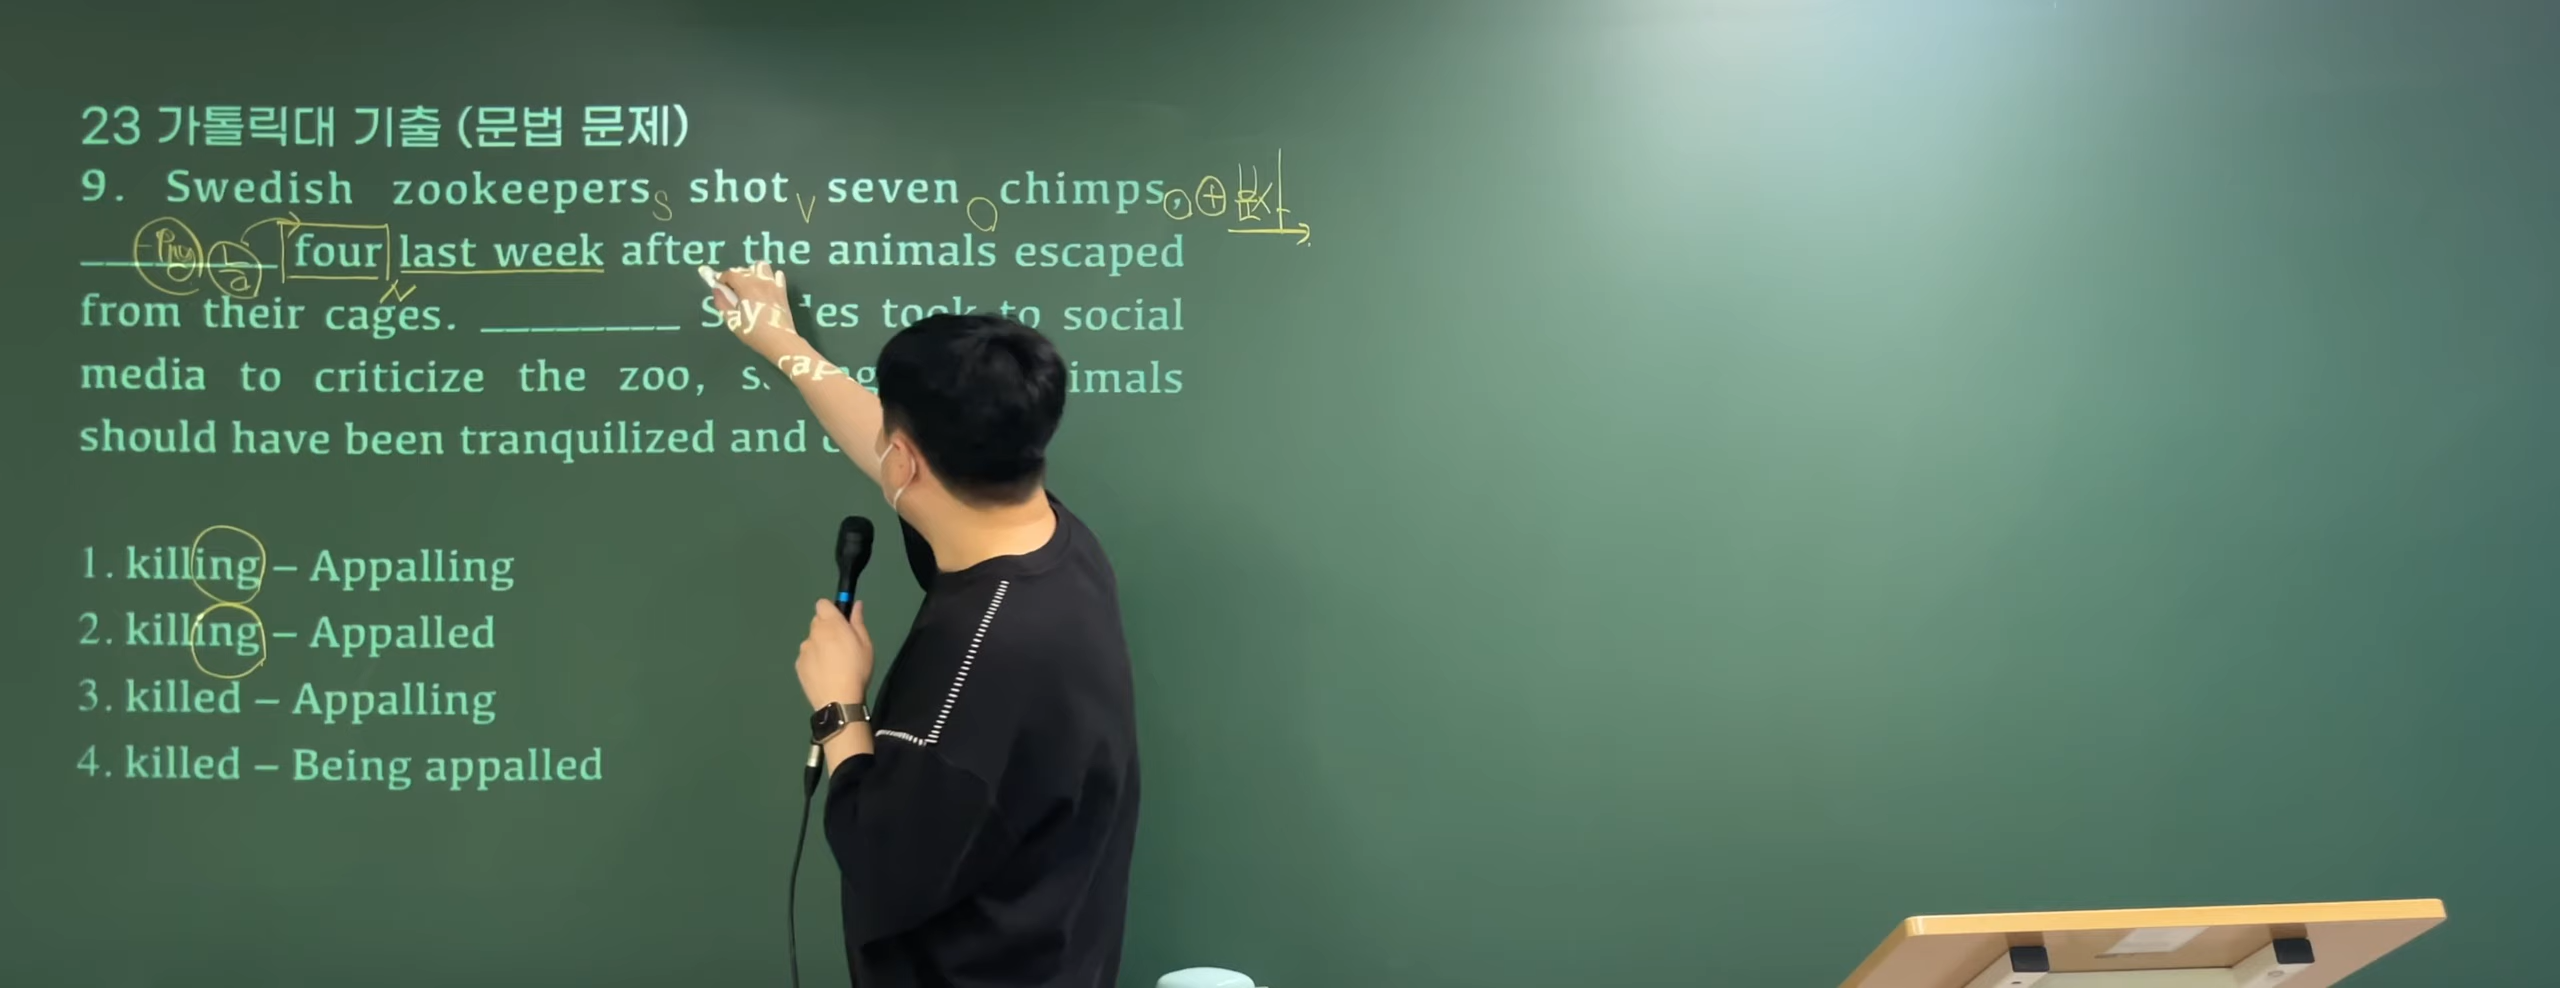 23 가톨릭대 기출 (문법 문제)
9. Swedish zookeepers S shot V seven O chimps,
________ four last week after the animals escaped
from their cages. ________ took to social
media to criticize the zoo,
should have been tranquilized and
1. killing – Appalling
2. killing – Appalled
3. killed – Appalling
4. killed – Being appalled